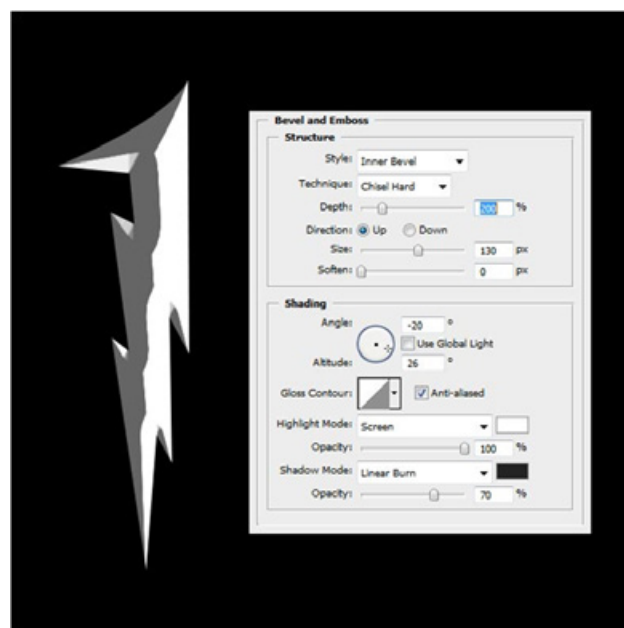 Bevel and Emboss
Structure
Style: Inner Bevel
Technique: Chisel Hard
Depth: 200 %
Direction: Up Down
Size: 130 px
Soften: 0 px
Shading
Angle: -20 °
Use Global Light
Altitude: 26 °
Gloss Contour: Anti-aliased
Highlight Mode: Screen
Opacity: 100 %
Shadow Mode: Linear Burn
Opacity: 70 %